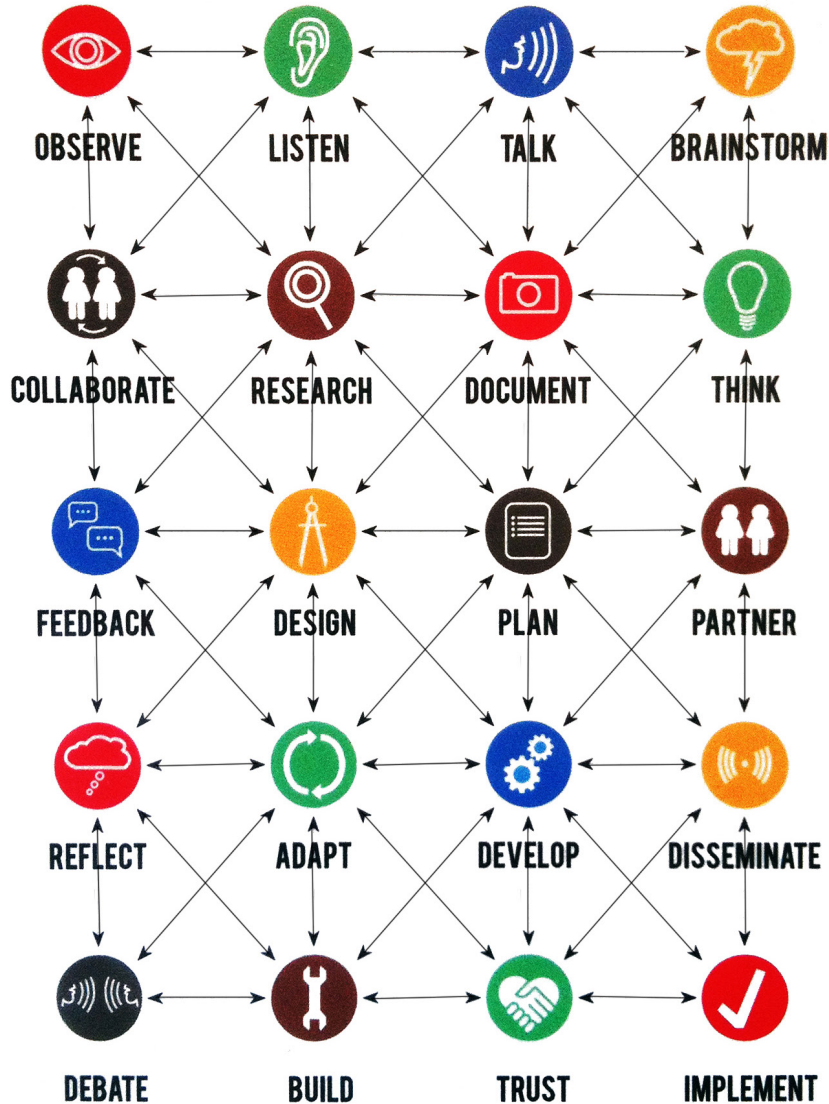 OBSERVE LISTEN TALK BRAINSTORM
COLLABORATE RESEARCH DOCUMENT THINK
FEEDBACK DESIGN PLAN PARTNER
REFLECT ADAPT DEVELOP DISSEMINATE
DEBATE BUILD TRUST IMPLEMENT